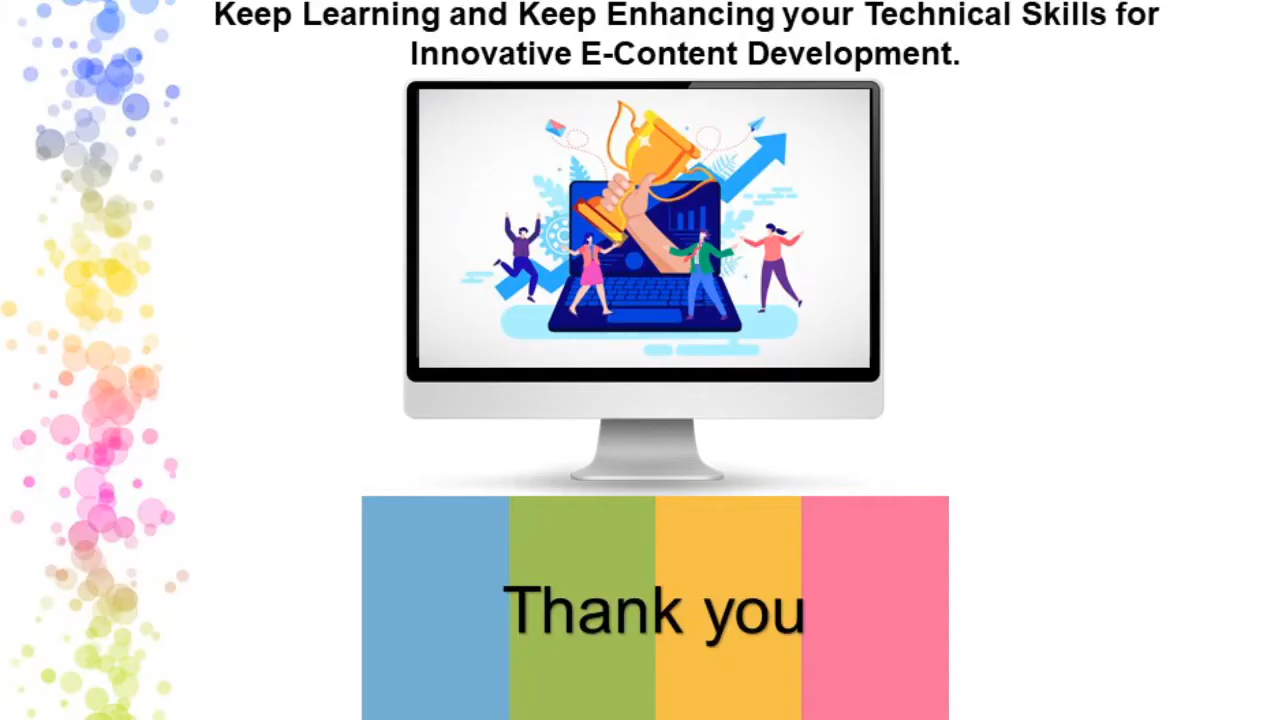 Keep Learning and Keep Enhancing your Technical Skills for
Innovative E-Content Development.
Thank you